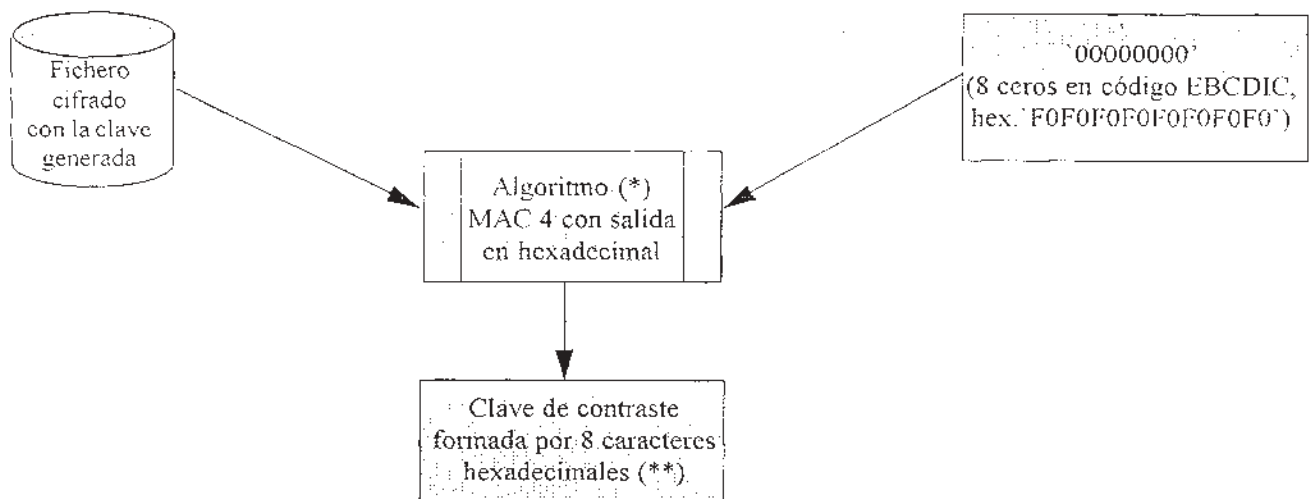 Fichero
cifrado
con la clave
generada
`00000000'
(8 ceros en código EBCDIC,
hex.`F0F0F0F0F0F0F0F0`)
Algoritmo (*)
MAC 4 con salida
en hexadecimal
Clave de contraste
formada por 8 caracteres
hexadecimales (**)